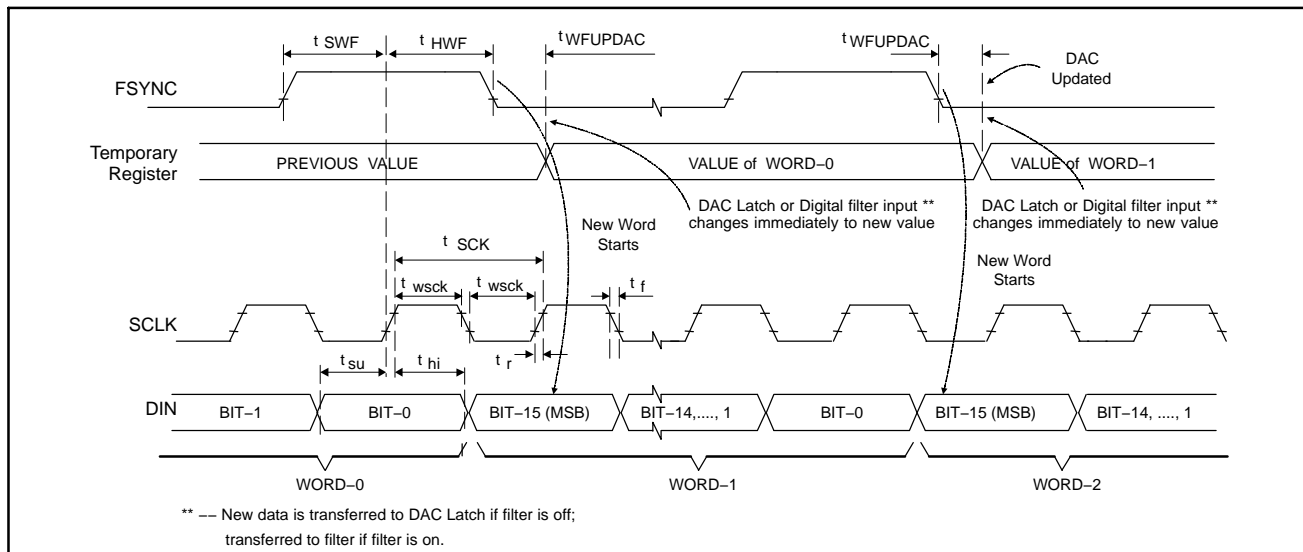 t SWF
t HWF
t WFUPDAC
t WFUPDAC
DAC
Updated
FSYNC
Temporary
Register
PREVIOUS VALUE
VALUE of WORD−0
VALUE of WORD−1
DAC Latch or Digital filter input **
changes immediately to new value
DAC Latch or Digital filter input **
changes immediately to new value
New Word
Starts
New Word
Starts
t SCK
t wsck
t wsck
t f
SCLK
t su
t hi
t r
DIN
BIT−1
BIT−0
BIT−15 (MSB)
BIT−14,...., 1
BIT−0
BIT−15 (MSB)
BIT−14, ...., 1
WORD−0
WORD−1
WORD−2
** −− New data is transferred to DAC Latch if filter is off;
transferred to filter if filter is on.